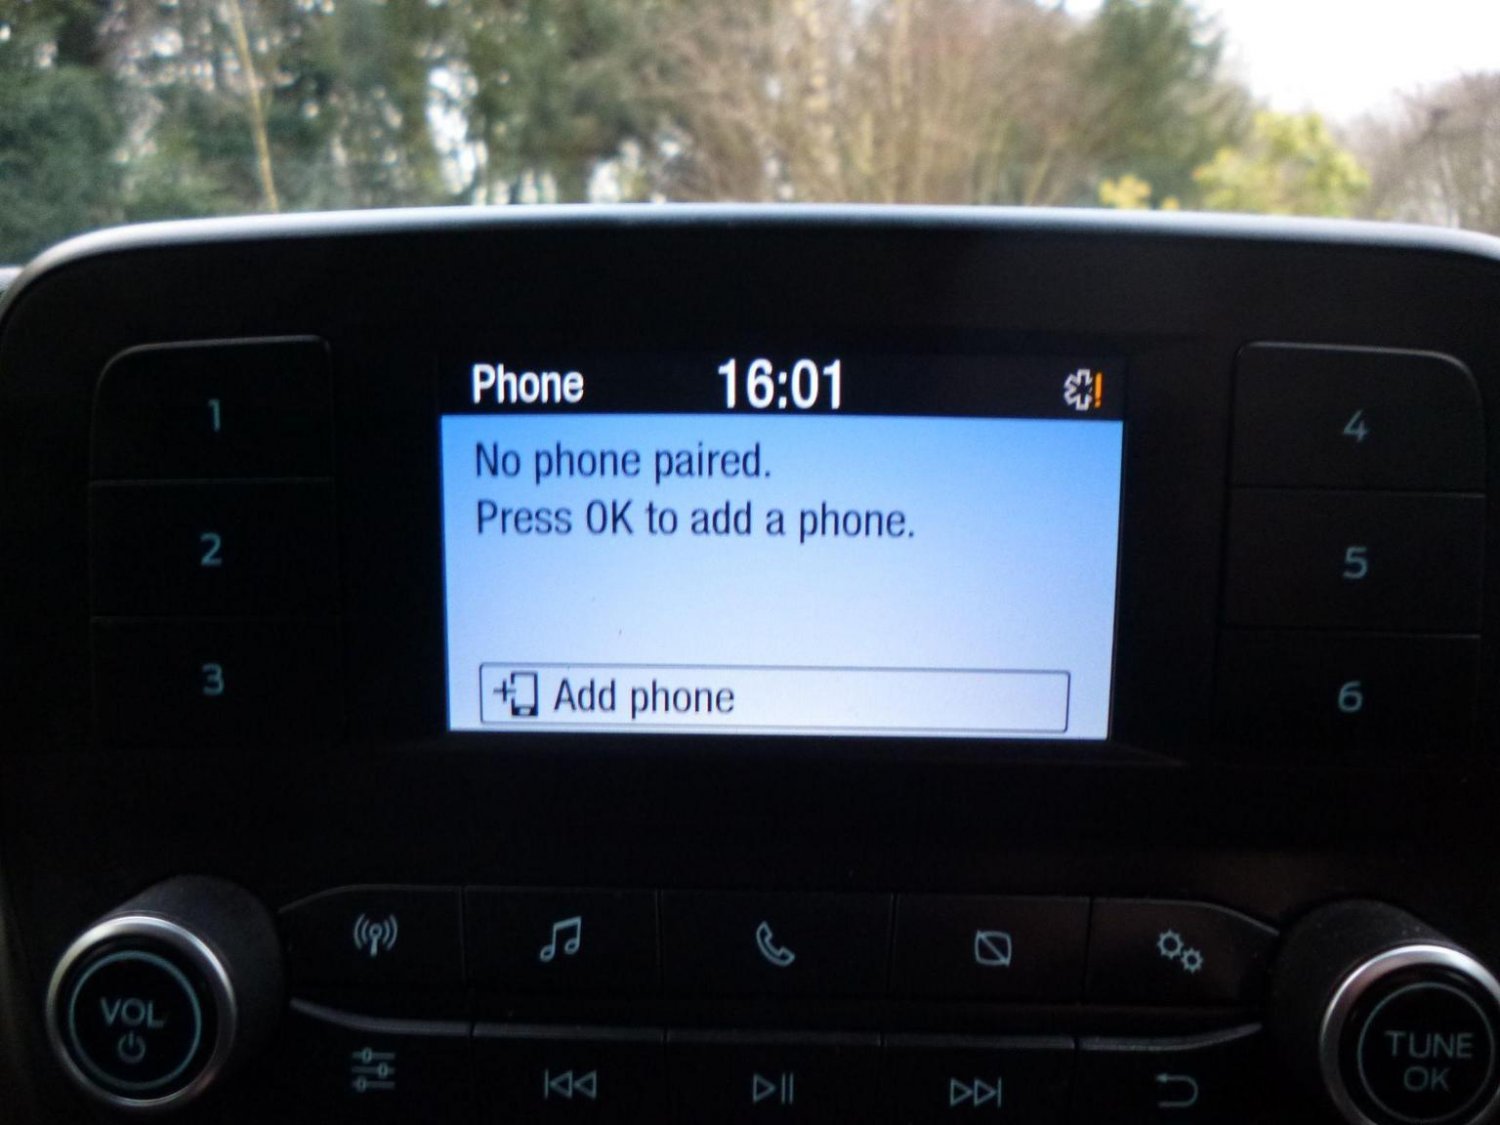 Phone 16:01
No phone paired.
Press OK to add a phone.
Add phone
1
2
3
4
5
6
VOL
TUNE
OK